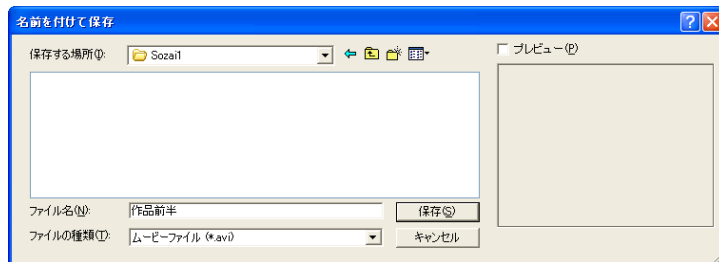 名前を付けて保存
保存する場所(I):
Sozai1
プレビュー(P)
ファイル名(N):
作品前半
保存(S)
ファイルの種類(T):
ムービーファイル (*.avi)
キャンセル